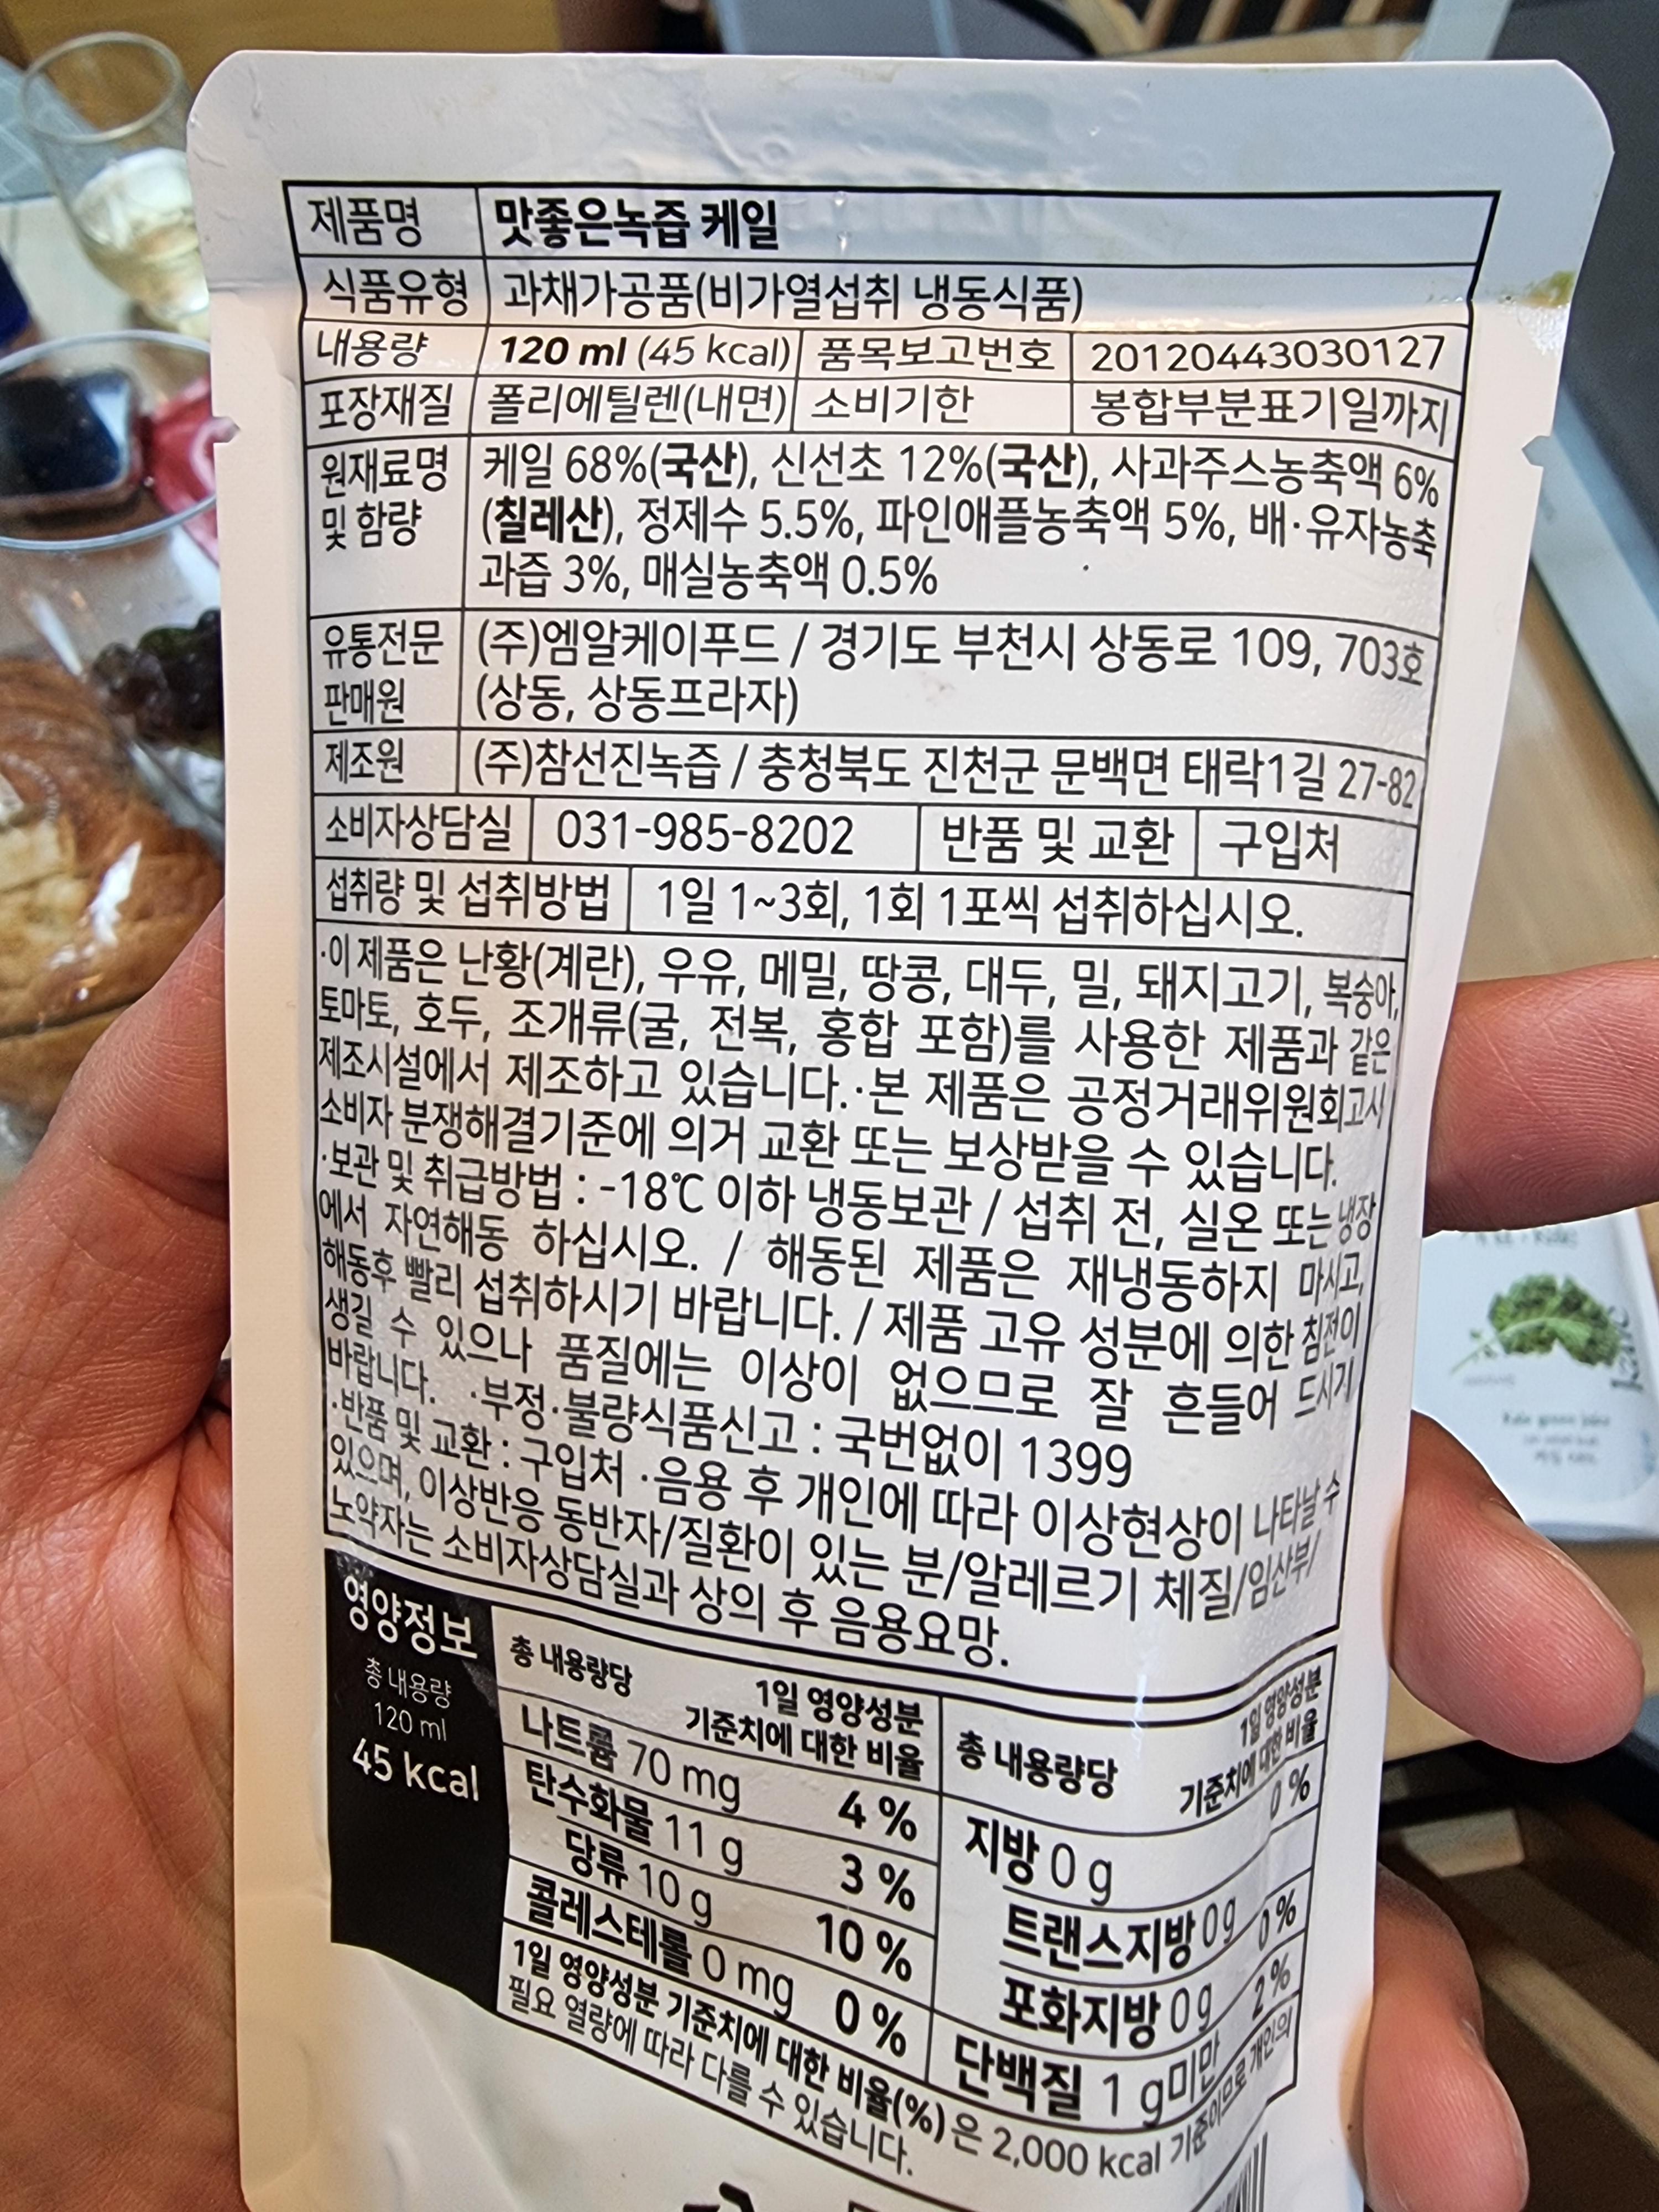 제품명 맛좋은녹즙 케일
식품유형 과채가공품(비가열섭취 냉동식품)
내용량 120 ml (45 kcal) 품목보고번호 20120443030127
포장재질 폴리에틸렌(내면) 소비기한 봉합부분표기일까지
원재료명 케일 68%(국산), 신선초 12%(국산), 사과주스농축액 6%
및 함량 (칠레산), 정제수 5.5%, 파인애플농축액 5%, 배·유자농축
과즙 3%, 매실농축액 0.5%
유통전문 (주)엠알케이푸드 / 경기도 부천시 상동로 109, 703호
판매원 (상동, 상동프라자)
제조원 (주)참선진녹즙 / 충청북도 진천군 문백면 태락1길 27-82
소비자상담실 031-985-8202 반품 및 교환 구입처
섭취량 및 섭취방법 1일 1~3회, 1회 1포씩 섭취하십시오.
·이 제품은 난황(계란), 우유, 메밀, 땅콩, 대두, 밀, 돼지고기, 복숭아,
토마토, 호두, 조개류(굴, 전복, 홍합 포함)를 사용한 제품과 같은
제조시설에서 제조하고 있습니다.·본 제품은 공정거래위원회고시
소비자 분쟁해결기준에 의거 교환 또는 보상받을 수 있습니다.
·보관 및 취급방법 : -18℃ 이하 냉동보관 / 섭취 전, 실온 또는 냉장
에서 자연해동 하십시오. / 해동된 제품은 재냉동하지 마시고,
해동후 빨리 섭취하시기 바랍니다. / 제품 고유 성분에 의한 침전이
생길 수 있으나 품질에는 이상이 없으므로 잘 흔들어 드시기
바랍니다. ·부정·불량식품신고 : 국번없이 1399
·반품 및 교환 : 구입처 ·음용 후 개인에 따라 이상현상이 나타날 수
있으며, 이상반응 동반자/질환이 있는 분/알레르기 체질/임산부/
노약자는 소비자상담실과 상의 후 음용요망.
영양정보
총 내용량
120 ml
45 kcal
총 내용량당 1일 영양성분
기준치에 대한 비율
나트륨 70 mg 4 %
탄수화물 11 g 3 %
당류 10 g 10 %
콜레스테롤 0 mg 0 %
총 내용량당 1일 영양성분
기준치에 대한 비율
지방 0 g 0 %
트랜스지방 0 g
포화지방 0 g 0 %
단백질 1 g미만 2 %
1일 영양성분 기준치에 대한 비율(%)은 2,000 kcal 기준이므로 개인의
필요 열량에 따라 다를 수 있습니다.
kale
Kale green juice